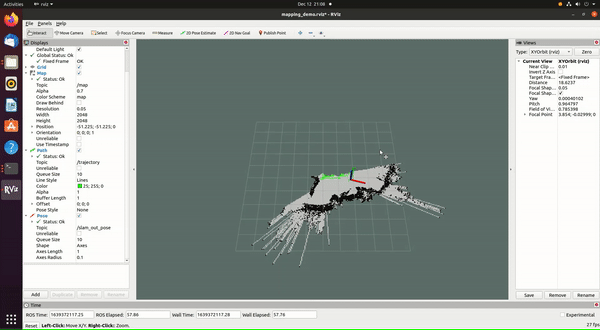 Activities
rviz
Dec 12 21:00
mapping_demo.rviz* - RViz
File Panels Help
Interact Move Camera Select Focus Camera Measure 2D Pose Estimate 2D Nav Goal Publish Point
Displays
Default Light
Global Status: Ok
Fixed Frame OK
Grid
Map
Status: Ok
Topic /map
Alpha 0.7
Color Scheme map
Draw Behind
Resolution 0.05
Width 2048
Height 2048
Position -51.225; -51.225; 0
Orientation 0; 0; 0; 1
Unreliable
Use Timestamp
Path
Status: Ok
Topic /trajectory
Unreliable
Queue Size 10
Line Style Lines
Color 25; 255; 0
Alpha 1
Buffer Length 1
Offset 0; 0; 0
Pose Style None
Pose
Status: Ok
Topic /slam_out_pose
Unreliable
Queue Size 10
Shape Axes
Axes Length 1
Axes Radius 0.1
Add Duplicate Remove Rename
Views
Type: XYOrbit (rviz) Zero
Current View XYOrbit (rviz)
Near Clip ... 0.01
Invert Z Axis
Target Fra... <Fixed Frame>
Distance 18.6237
Focal Shap... 0.05
Focal Shap...
Yaw 0.00040102
Pitch 0.964797
Field of Vi... 0.785398
Focal Point 3.854; -0.02999; 0
Save Remove Rename
Time
ROS Time: 1639372117.25 ROS Elapsed: 57.86 Wall Time: 1639372117.28 Wall Elapsed: 57.76 Experimental
Reset Left-Click: Move X/Y. Right-Click: Zoom. 27 fps
RViz